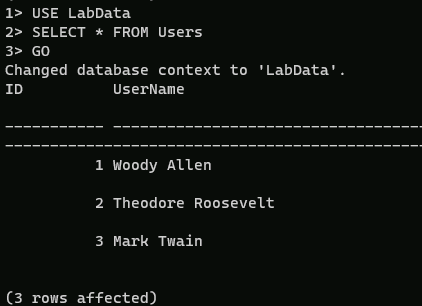 1> USE LabData
2> SELECT * FROM Users
3> GO
Changed database context to 'LabData'.
ID          UserName
----------- ----------------------------------
----------------------------------------------
          1 Woody Allen
          2 Theodore Roosevelt
          3 Mark Twain
(3 rows affected)